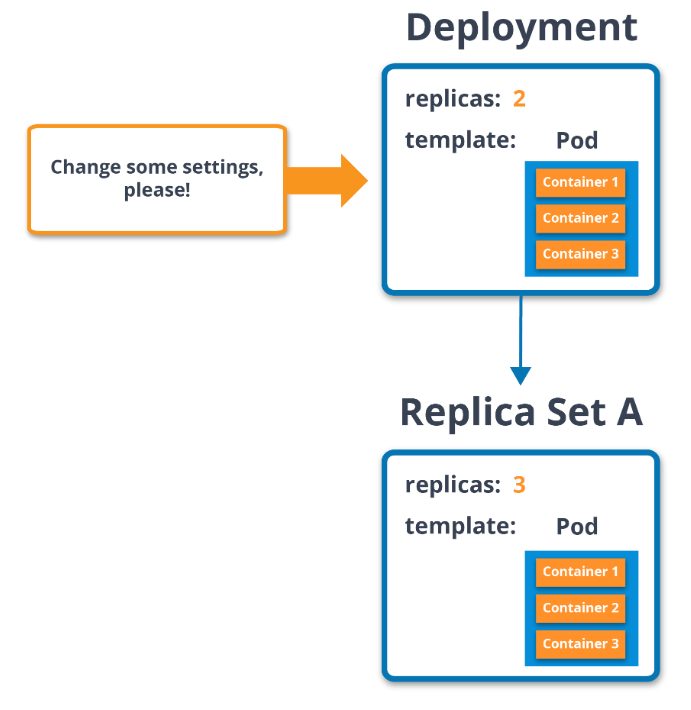 Deployment
replicas: 2
template: Pod
Container 1
Container 2
Container 3
Change some settings,
please!
Replica Set A
replicas: 3
template: Pod
Container 1
Container 2
Container 3